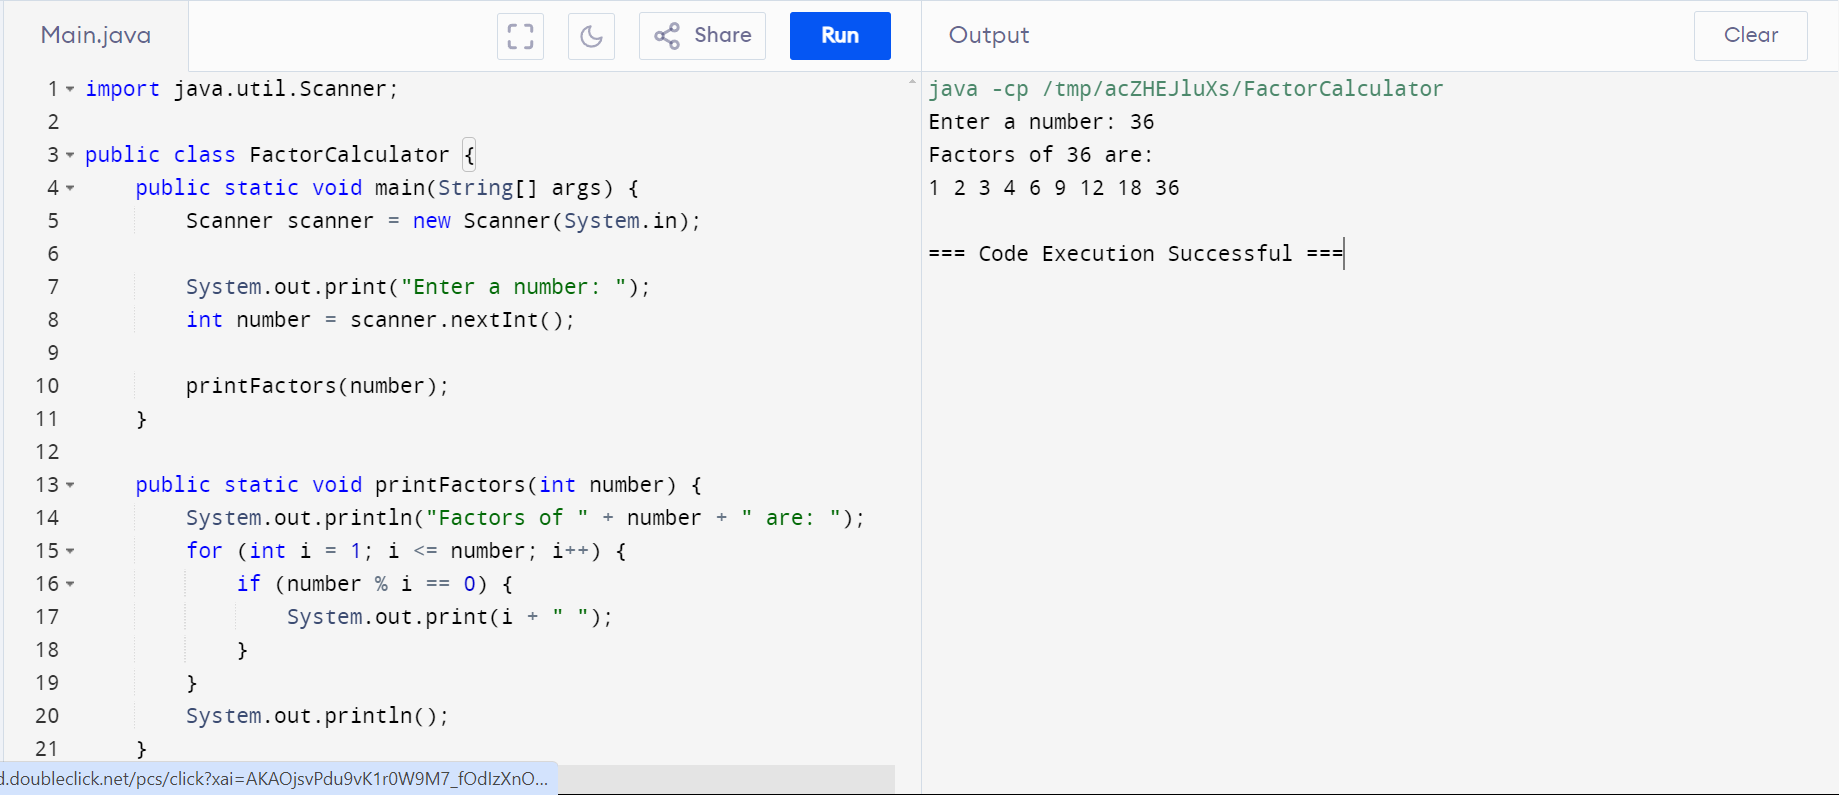 Main.java
Share
Run
Output
Clear
1 import java.util.Scanner;
2
3 public class FactorCalculator {
4     public static void main(String[] args) {
5         Scanner scanner = new Scanner(System.in);
6
7         System.out.print("Enter a number: ");
8         int number = scanner.nextInt();
9
10         printFactors(number);
11     }
12
13     public static void printFactors(int number) {
14         System.out.println("Factors of " + number + " are: ");
15         for (int i = 1; i <= number; i++) {
16             if (number % i == 0) {
17                 System.out.print(i + " ");
18             }
19         }
20         System.out.println();
21     }
d.doubleclick.net/pcs/click?xai=AKAOjsvPdu9vK1r0W9M7_fOdIzXnO...
java -cp /tmp/acZHEJluXs/FactorCalculator
Enter a number: 36
Factors of 36 are:
1 2 3 4 6 9 12 18 36
=== Code Execution Successful ===